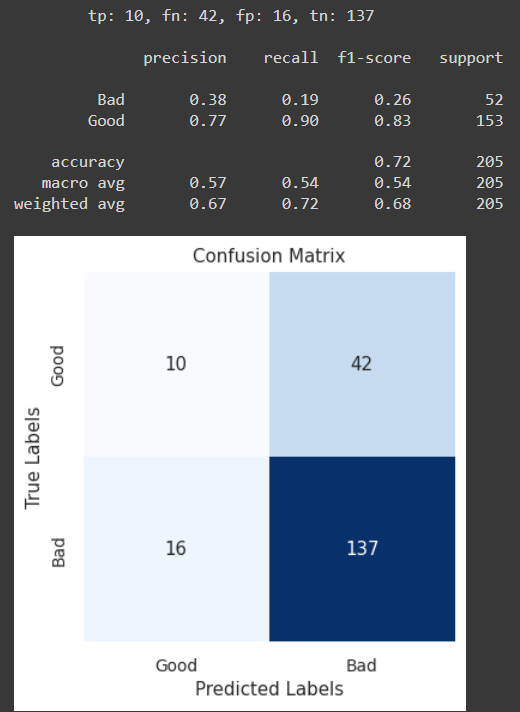 tp: 10, fn: 42, fp: 16, tn: 137
precision recall f1-score support
Bad 0.38 0.19 0.26 52
Good 0.77 0.90 0.83 153
accuracy 0.72 205
macro avg 0.57 0.54 0.54 205
weighted avg 0.67 0.72 0.68 205
Confusion Matrix
True Labels
Good
10 42
Bad
16 137
Good Bad
Predicted Labels